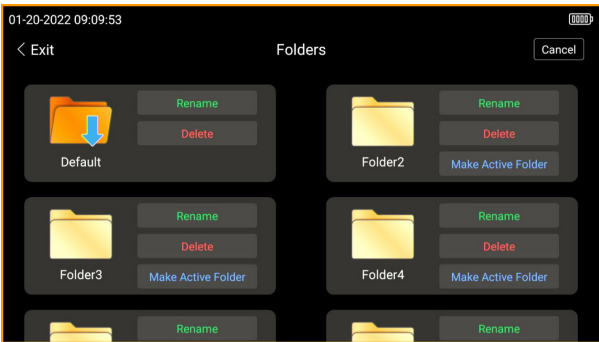 01-20-2022 09:09:53
Exit
Folders
Cancel
Rename
Delete
Default
Rename
Delete
Folder2
Make Active Folder
Rename
Delete
Folder3
Make Active Folder
Rename
Delete
Folder4
Make Active Folder
Rename
Rename